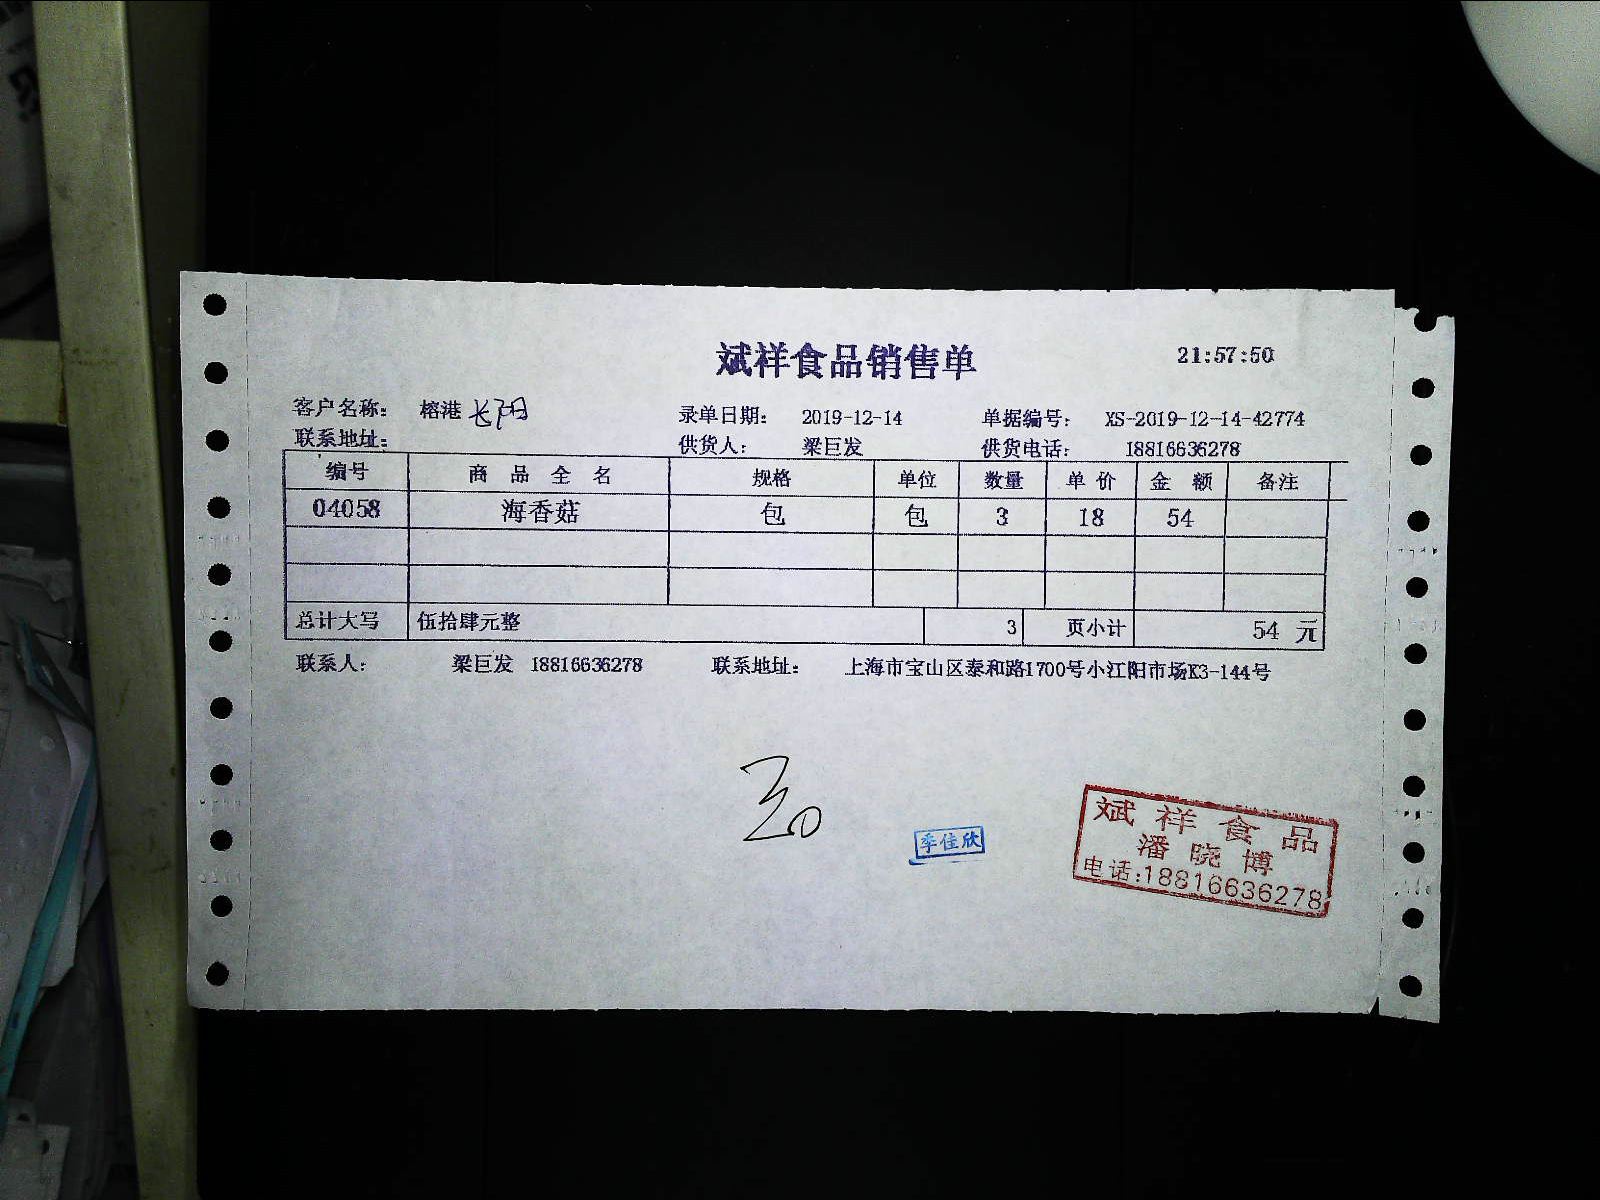 斌祥食品销售单 21:57:50
客户名称: 榕港 长阳 录单日期: 2019-12-14 单据编号: XS-2019-12-14-42774
联系地址: 供货人: 梁巨发 供货电话: 18816636278
编号 商品全名 规格 单位 数量 单价 金额 备注
04058 海香菇 包 包 3 18 54
总计大写 伍拾肆元整 3 页小计 54 元
联系人: 梁巨发 18816636278 联系地址: 上海市宝山区泰和路1700号小江阳市场K3-144号
季佳欣
斌祥食品
潘晓博
电话:18816636278